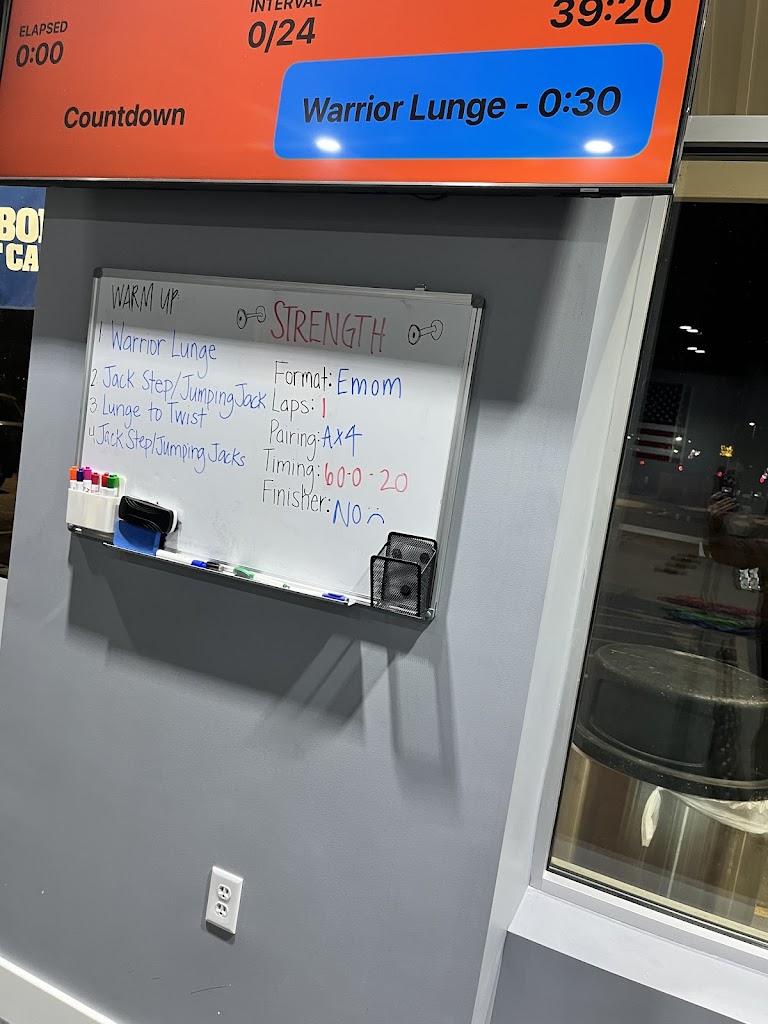 ELAPSED
0:00
INTERVAL
0/24
39:20
Countdown
Warrior Lunge - 0:30
BO
CA
WARM UP
1 Warrior Lunge
2 Jack Step/Jumping Jack
3 Lunge to Twist
4 Jack Step/Jumping Jacks
STRENGTH
Format: Emom
Laps: 1
Pairing: Ax4
Timing: 60-0-20
Finisher: NO